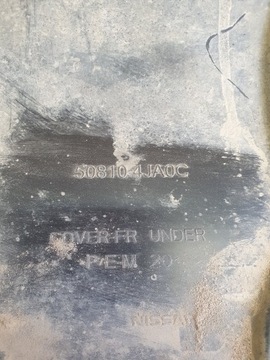 50810 4JA0C
COVER-FR UNDER
P/E-M 20
NISSAN